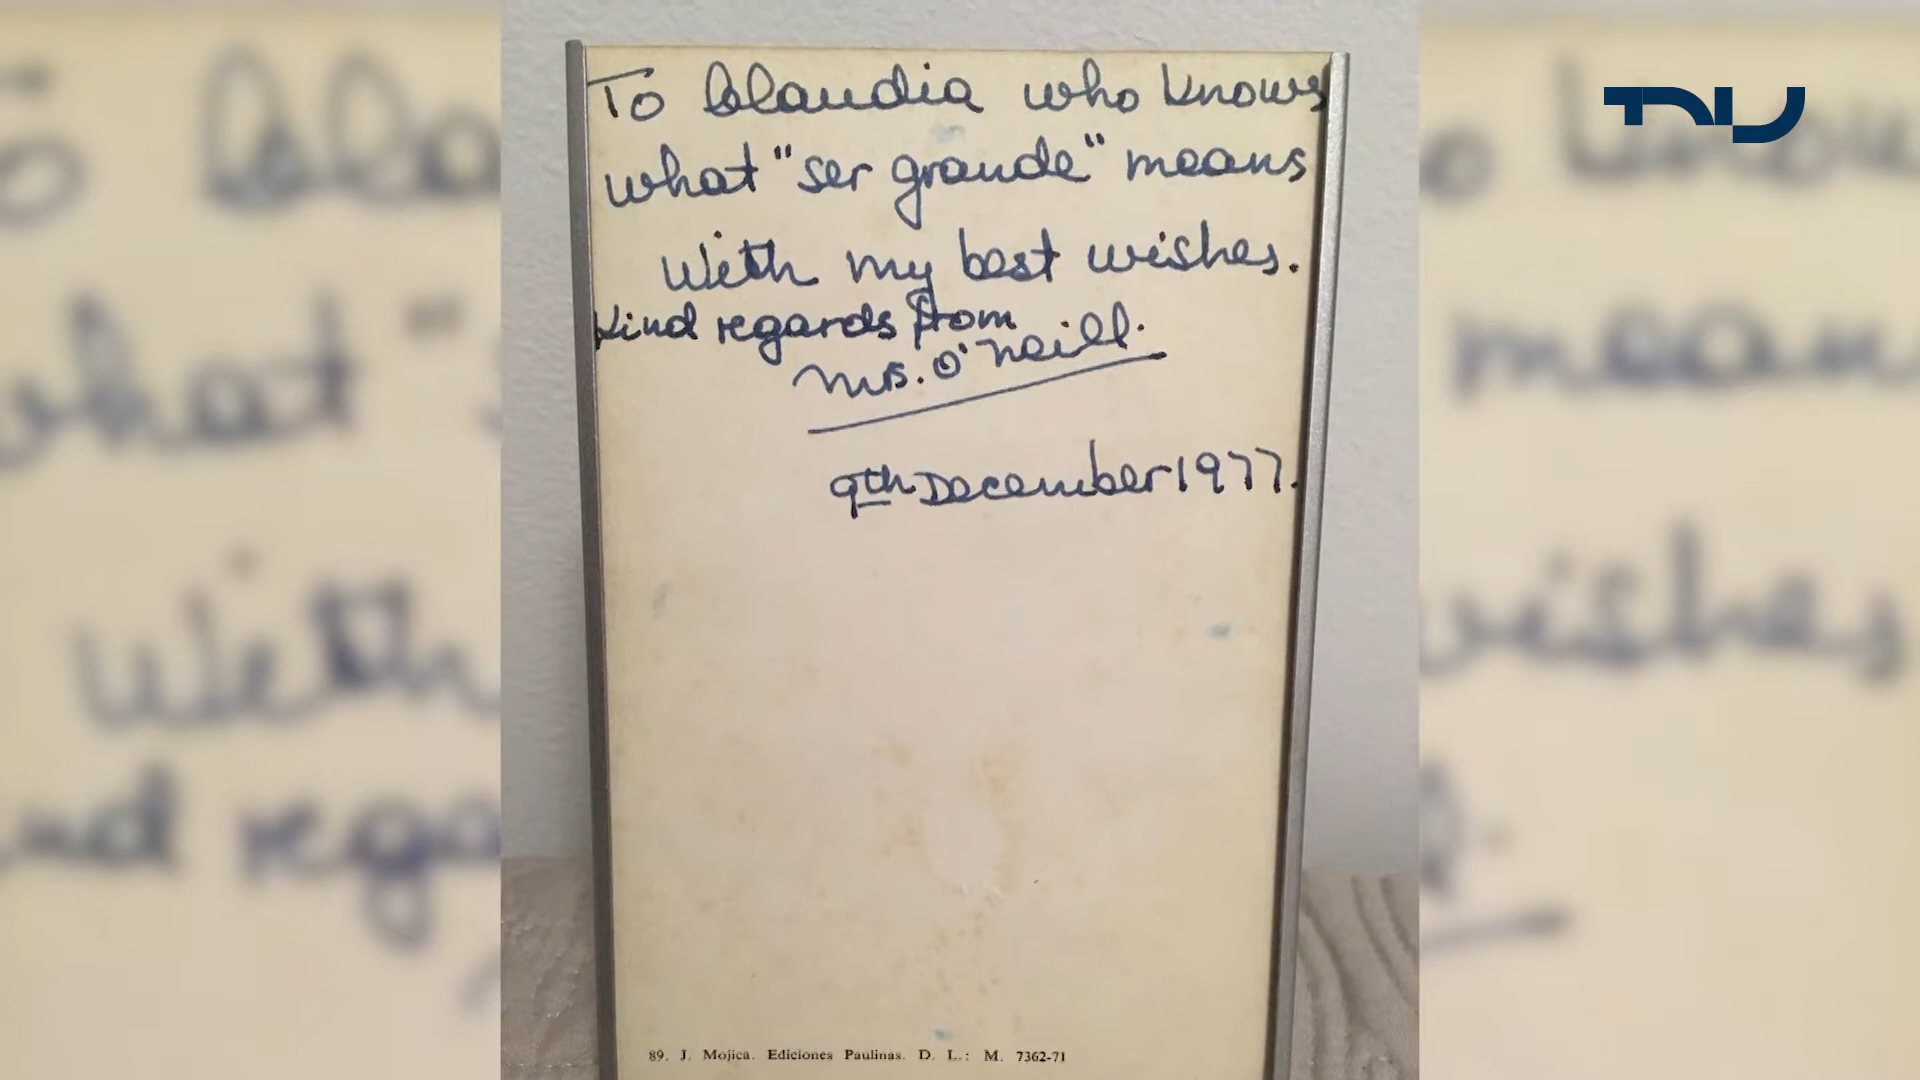 To Claudia who knows
what "ser grande" means
With my best wishes.
Kind regards from
Mrs. O'Neill.
9th December 1977.
89. J. Mojica. Ediciones Paulinas. D. L.: M. 7362-71